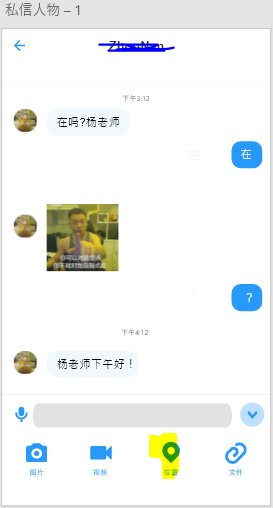 私信人物 – 1
下午3:12
在吗?杨老师
在
？
下午4:12
杨老师下午好！
图片
视频
位置
文件